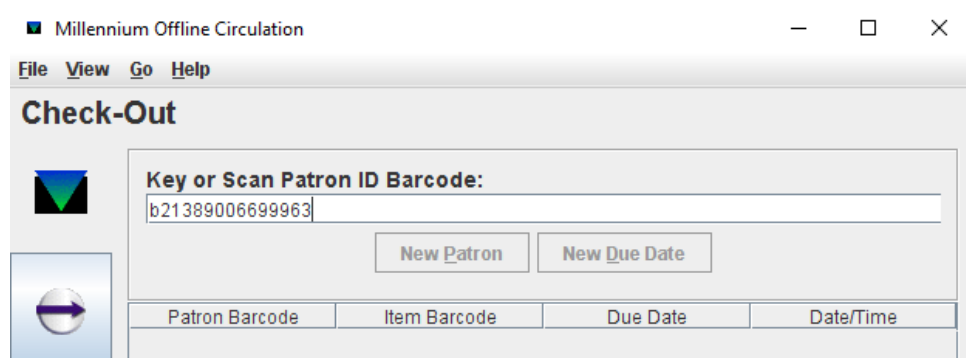 Millennium Offline Circulation
File View Go Help
Check-Out
Key or Scan Patron ID Barcode:
b21389006699963
New Patron New Due Date
Patron Barcode Item Barcode Due Date Date/Time